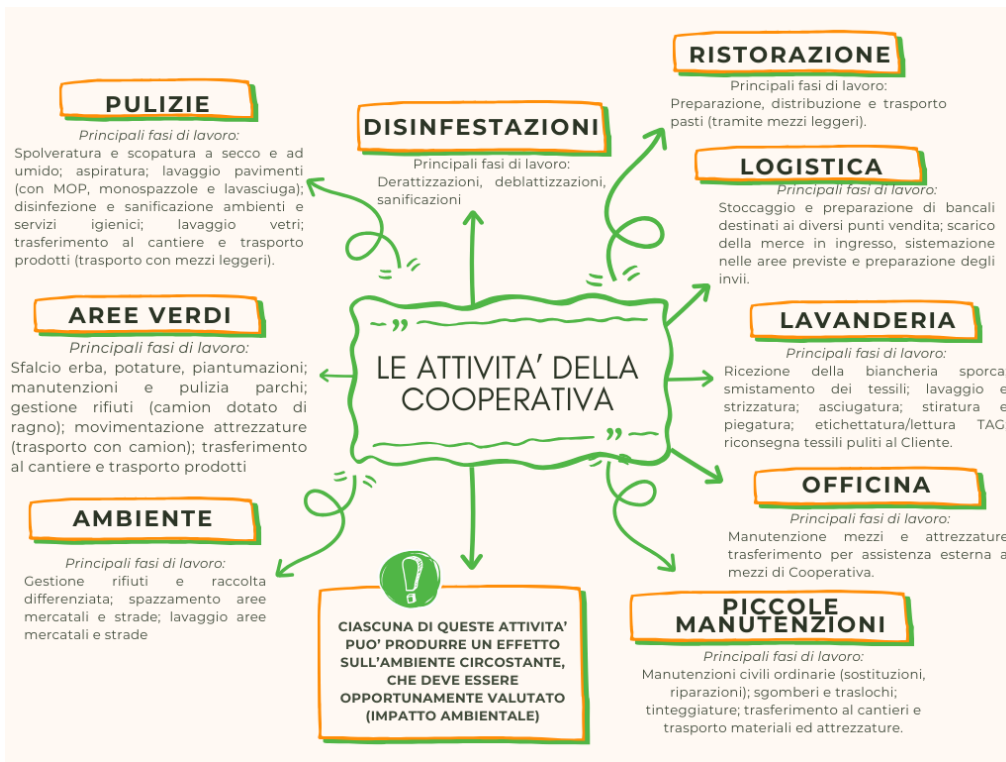 PULIZIE
Principali fasi di lavoro:
Spolveratura e scopatura a secco e ad
umido; aspiratura; lavaggio pavimenti
(con MOP, monospazzole e lavasciuga);
disinfezione e sanificazione ambienti e
servizi igienici; lavaggio vetri;
trasferimento al cantiere e trasporto
prodotti (trasporto con mezzi leggeri).
AREE VERDI
Principali fasi di lavoro:
Sfalcio erba, potature, piantumazioni;
manutenzioni e pulizia parchi;
gestione rifiuti (camion dotato di
ragno); movimentazione attrezzature
(trasporto con camion); trasferimento
al cantiere e trasporto prodotti
AMBIENTE
Principali fasi di lavoro:
Gestione rifiuti e raccolta
differenziata; spazzamento aree
mercatali e strade; lavaggio aree
mercatali e strade
DISINFESTAZIONI
Principali fasi di lavoro:
Derattizzazioni, deblattizzazioni,
sanificazioni
LE ATTIVITA’ DELLA
COOPERATIVA
CIASCUNA DI QUESTE ATTIVITA’
PUO’ PRODURRE UN EFFETTO
SULL’AMBIENTE CIRCOSTANTE,
CHE DEVE ESSERE
OPPORTUNAMENTE VALUTATO
(IMPATTO AMBIENTALE)
RISTORAZIONE
Principali fasi di lavoro:
Preparazione, distribuzione e trasporto
pasti (tramite mezzi leggeri).
LOGISTICA
Principali fasi di lavoro:
Stoccaggio e preparazione di bancali
destinati ai diversi punti vendita; scarico
della merce in ingresso, sistemazione
nelle aree previste e preparazione degli
invii.
LAVANDERIA
Principali fasi di lavoro:
Ricezione della biancheria sporca
smistamento dei tessili; lavaggio e
strizzatura; asciugatura; stiratura e
piegatura; etichettatura/lettura TAG
riconsegna tessili puliti al Cliente.
OFFICINA
Principali fasi di lavoro:
Manutenzione mezzi e attrezzature
trasferimento per assistenza esterna a
mezzi di Cooperativa.
PICCOLE
MANUTENZIONI
Principali fasi di lavoro:
Manutenzioni civili ordinarie (sostituzioni,
riparazioni); sgomberi e traslochi;
tinteggiature; trasferimento al cantieri e
trasporto materiali ed attrezzature.